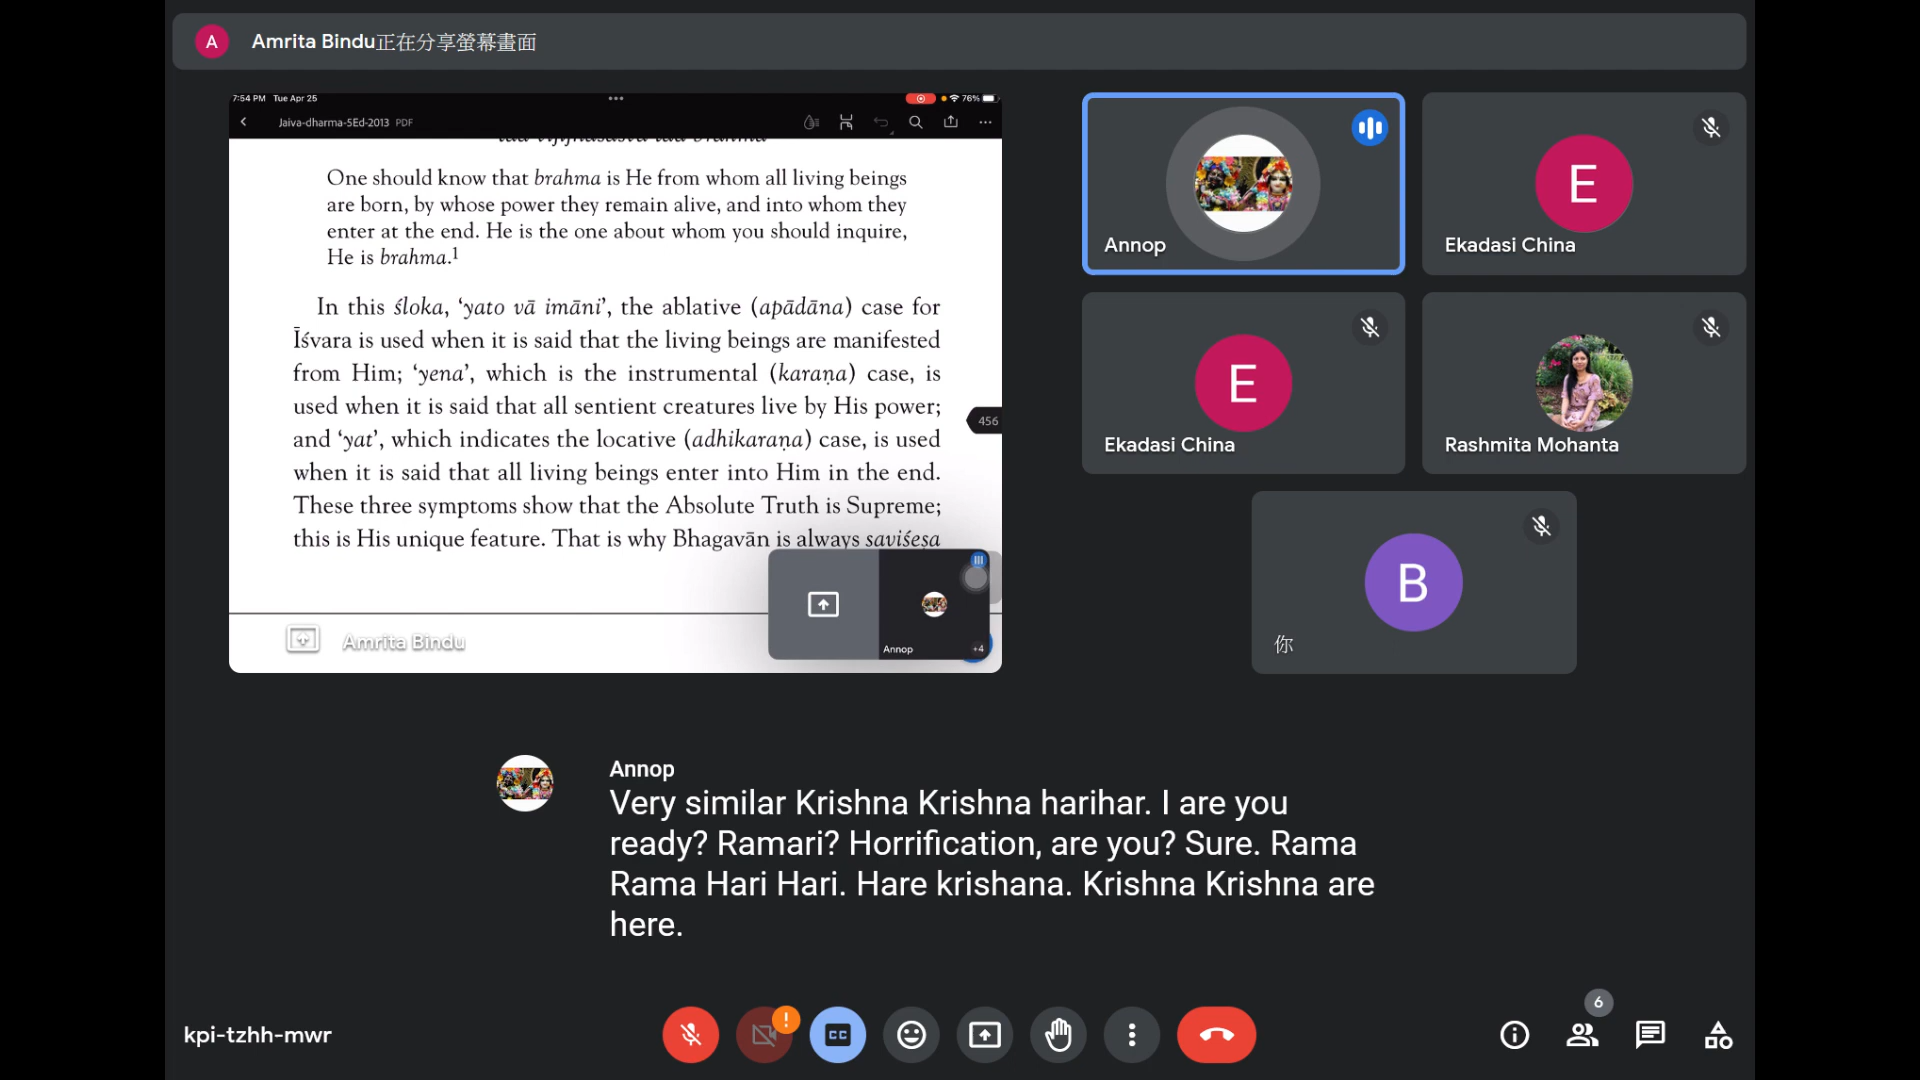 A Amrita Bindu正在分享螢幕畫面
7:54 PM Tue Apr 25
76%
Jaiva-dharma-5Ed-2013 PDF
One should know that brahma is He from whom all living beings
are born, by whose power they remain alive, and into whom they
enter at the end. He is the one about whom you should inquire,
He is brahma.1
In this śloka, ‘yato vā imāni’, the ablative (apādāna) case for
Īśvara is used when it is said that the living beings are manifested
from Him; ‘yena’, which is the instrumental (karaṇa) case, is
used when it is said that all sentient creatures live by His power;
and ‘yat’, which indicates the locative (adhikaraṇa) case, is used
when it is said that all living beings enter into Him in the end.
These three symptoms show that the Absolute Truth is Supreme;
this is His unique feature. That is why Bhagavān is always saviśeṣa
456
Amrita Bindu
Annop
+4
Annop
E
Ekadasi China
E
Ekadasi China
Rashmita Mohanta
B
你
Annop
Very similar Krishna Krishna harihar. I are you
ready? Ramari? Horrification, are you? Sure. Rama
Rama Hari Hari. Hare krishana. Krishna Krishna are
here.
kpi-tzhh-mwr
!
CC
6